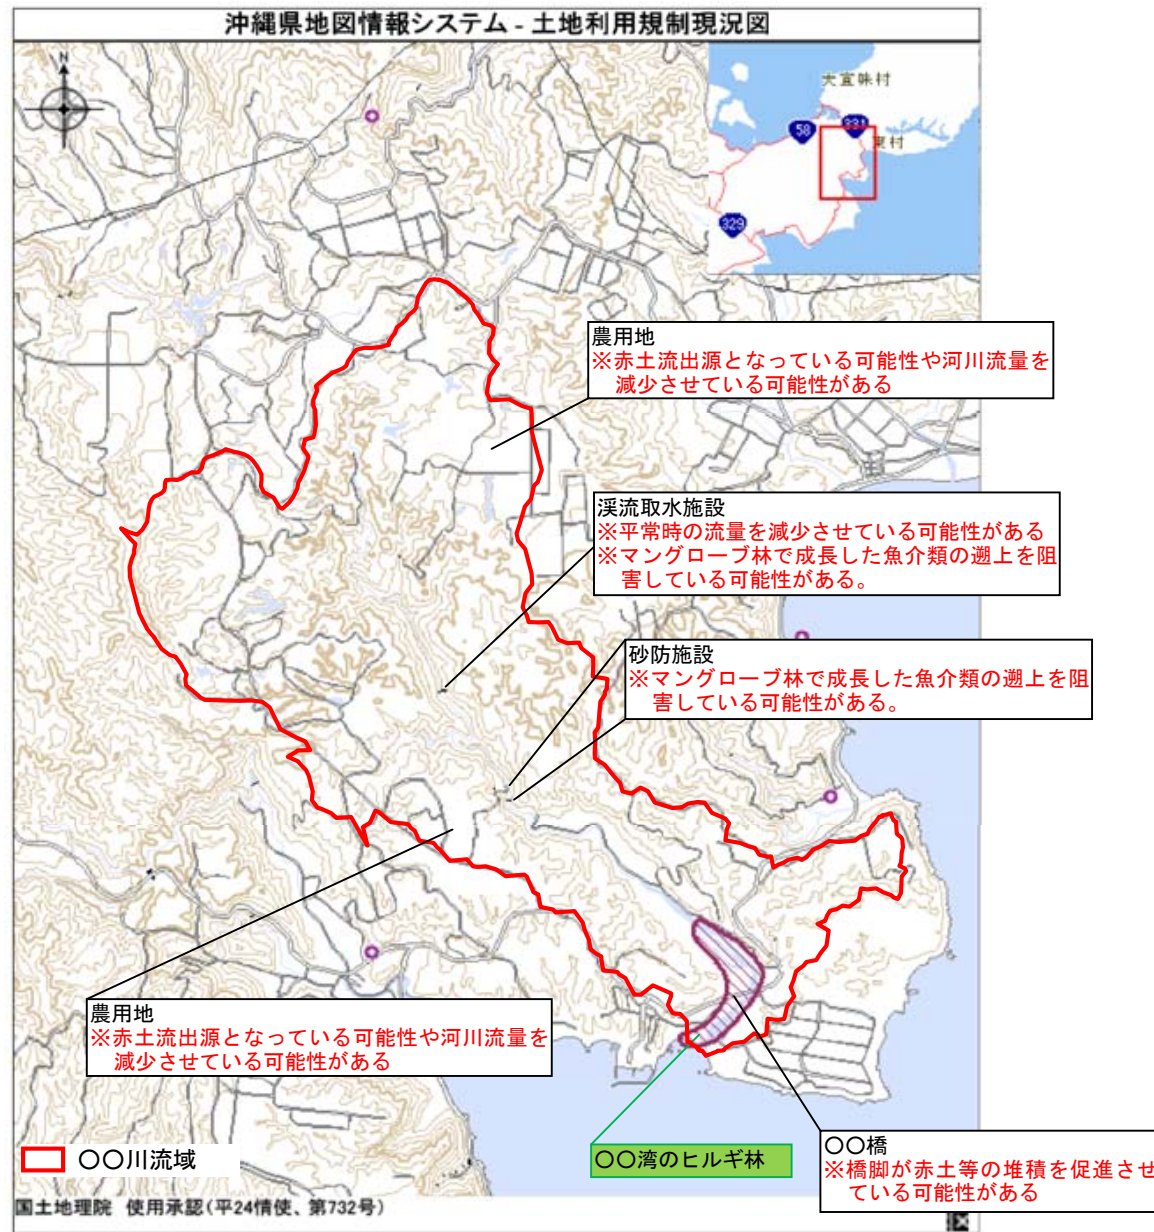 沖縄県地図情報システム - 土地利用規制現況図
N
大宜味村
58
331
東村
329
農用地
※赤土流出源となっている可能性や河川流量を
減少させている可能性がある
渓流取水施設
※平常時の流量を減少させている可能性がある
※マングローブ林で成長した魚介類の遡上を阻
害している可能性がある。
砂防施設
※マングローブ林で成長した魚介類の遡上を阻
害している可能性がある。
農用地
※赤土流出源となっている可能性や河川流量を
減少させている可能性がある
〇〇湾のヒルギ林
〇〇橋
※橋脚が赤土等の堆積を促進させ
ている可能性がある
〇〇川流域
国土地理院 使用承認(平24情使、第732号)